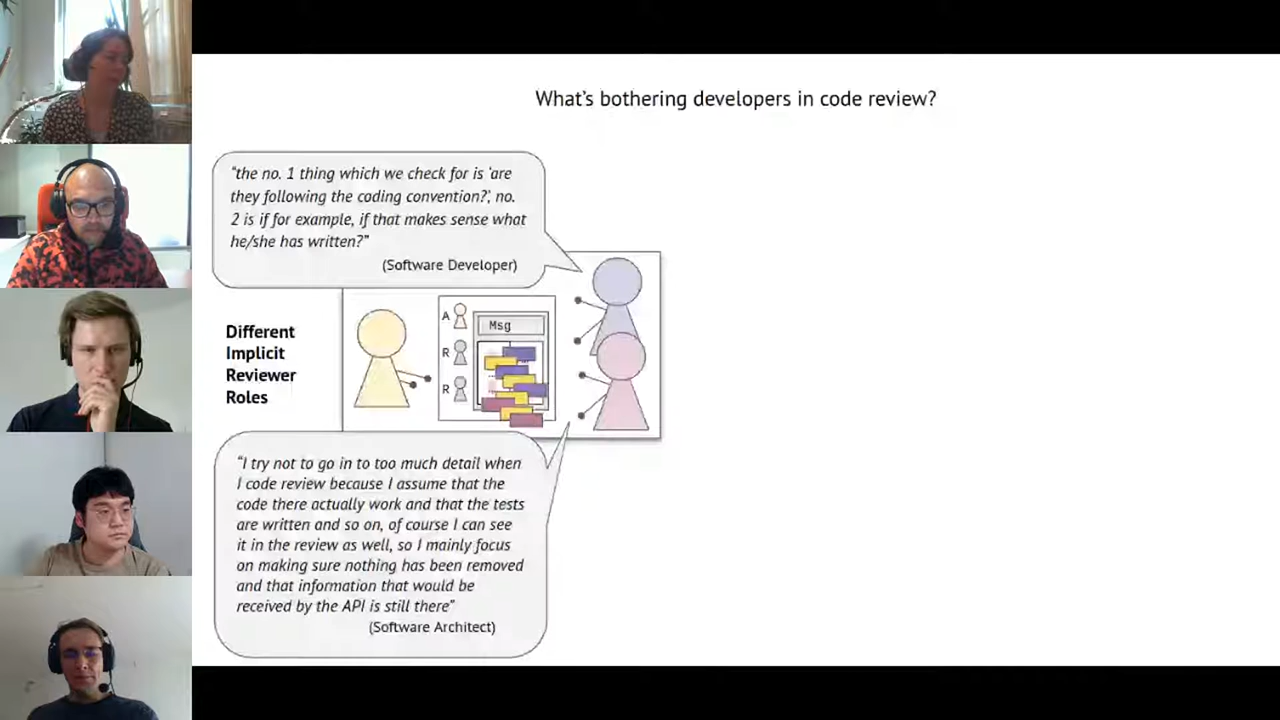 What's bothering developers in code review?
“the no. 1 thing which we check for is ‘are
they following the coding convention?’, no.
2 is if for example, if that makes sense what
he/she has written?”
(Software Developer)
Different
Implicit
Reviewer
Roles
A
Msg
R
R
“I try not to go in to too much detail when
I code review because I assume that the
code there actually work and that the tests
are written and so on, of course I can see
it in the review as well, so I mainly focus
on making sure nothing has been removed
and that information that would be
received by the API is still there”
(Software Architect)